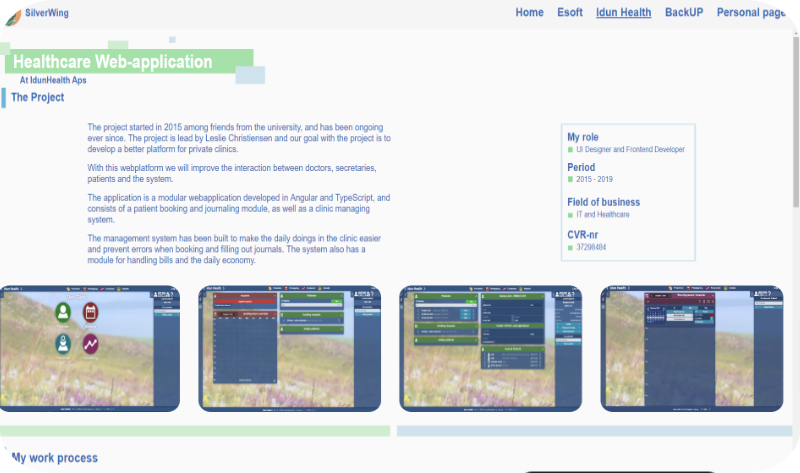 SilverWing
Home Esoft Idun Health BackUP Personal page
Healthcare Web-application
At IdunHealth Aps
The Project
The project started in 2015 among friends from the university, and has been ongoing
ever since. The project is lead by Leslie Christiensen and our goal with the project is to
develop a better platform for private clinics.
With this webplatform we will improve the interaction between doctors, secretaries,
patients and the system.
The application is a modular webapplication developed in Angular and TypeScript, and
consists of a patient booking and journaling module, as well as a clinic managing
system.
The management system has been built to make the daily doings in the clinic easier
and prevent errors when booking and filling out journals. The system also has a
module for handling bills and the daily economy.
My role
UI Designer and Frontend Developer
Period
2015 - 2019
Field of business
IT and Healthcare
CVR-nr
37298484
My work process